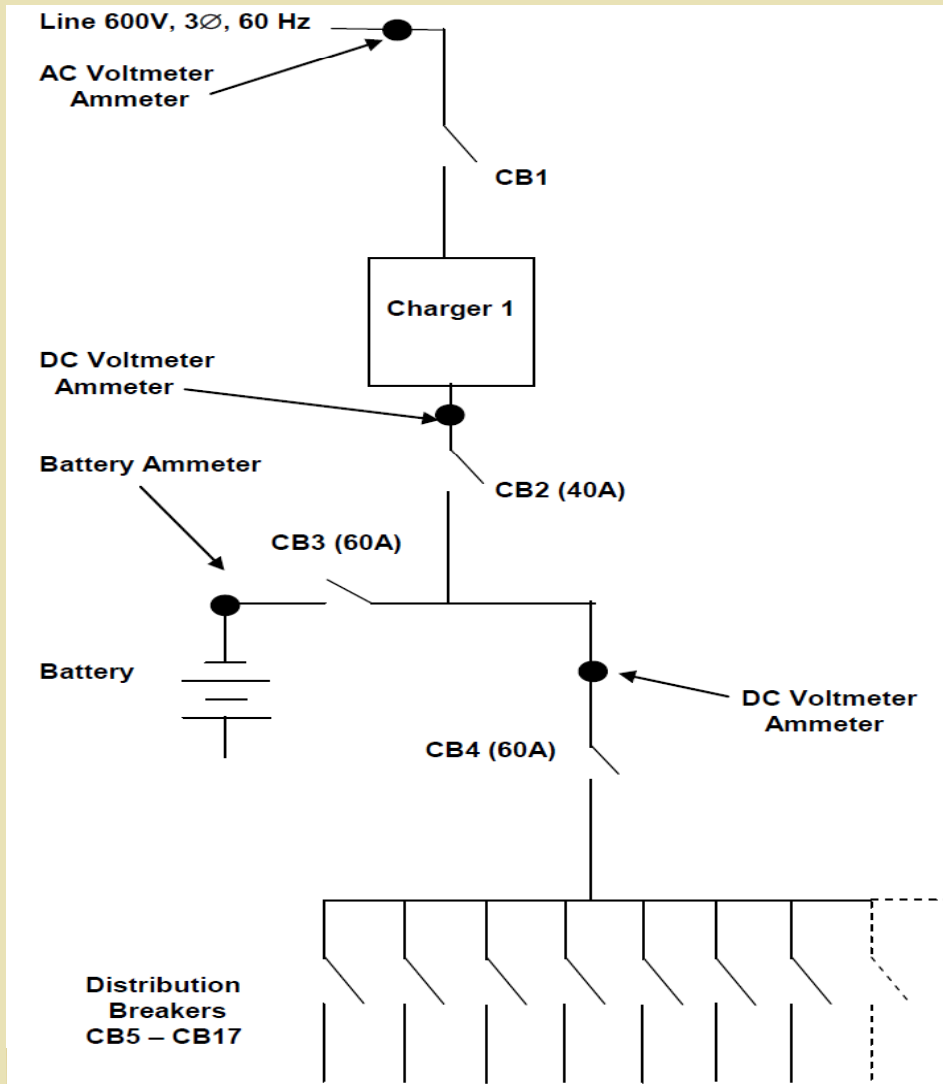 Line 600V, 3∅, 60 Hz
AC Voltmeter
Ammeter
CB1
Charger 1
DC Voltmeter
Ammeter
Battery Ammeter
CB2 (40A)
CB3 (60A)
Battery
DC Voltmeter
Ammeter
CB4 (60A)
Distribution
Breakers
CB5 – CB17